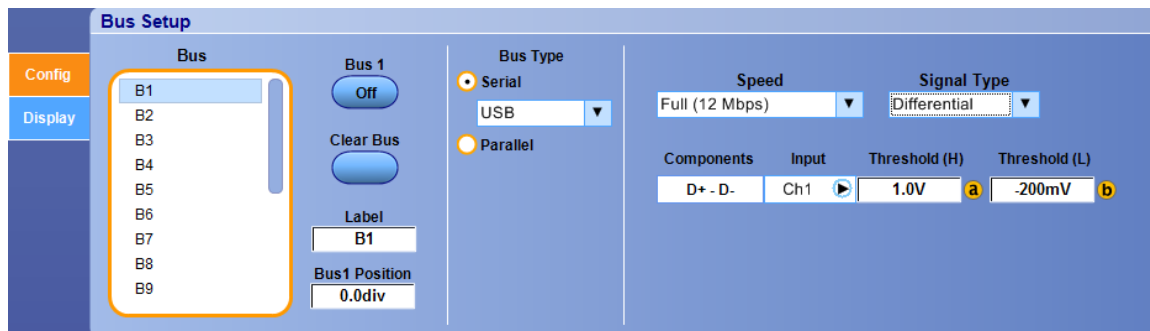 Bus Setup
Config
Display
Bus
B1
B2
B3
B4
B5
B6
B7
B8
B9
Bus 1
Off
Clear Bus
Label
B1
Bus1 Position
0.0div
Bus Type
Serial
USB
Parallel
Speed
Full (12 Mbps)
Signal Type
Differential
Components Input Threshold (H) Threshold (L)
D+ - D- Ch1 1.0V a -200mV b